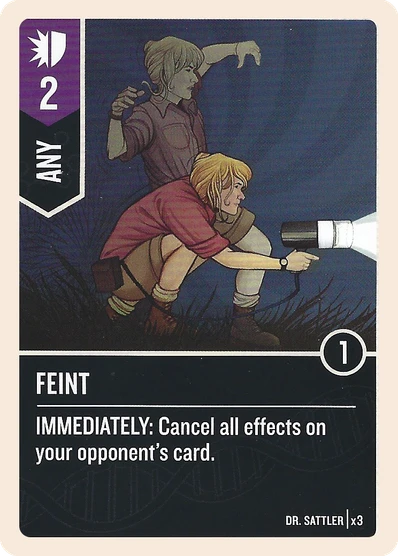 2
ANY
1
FEINT
IMMEDIATELY: Cancel all effects on
your opponent's card.
DR. SATTLER | x3